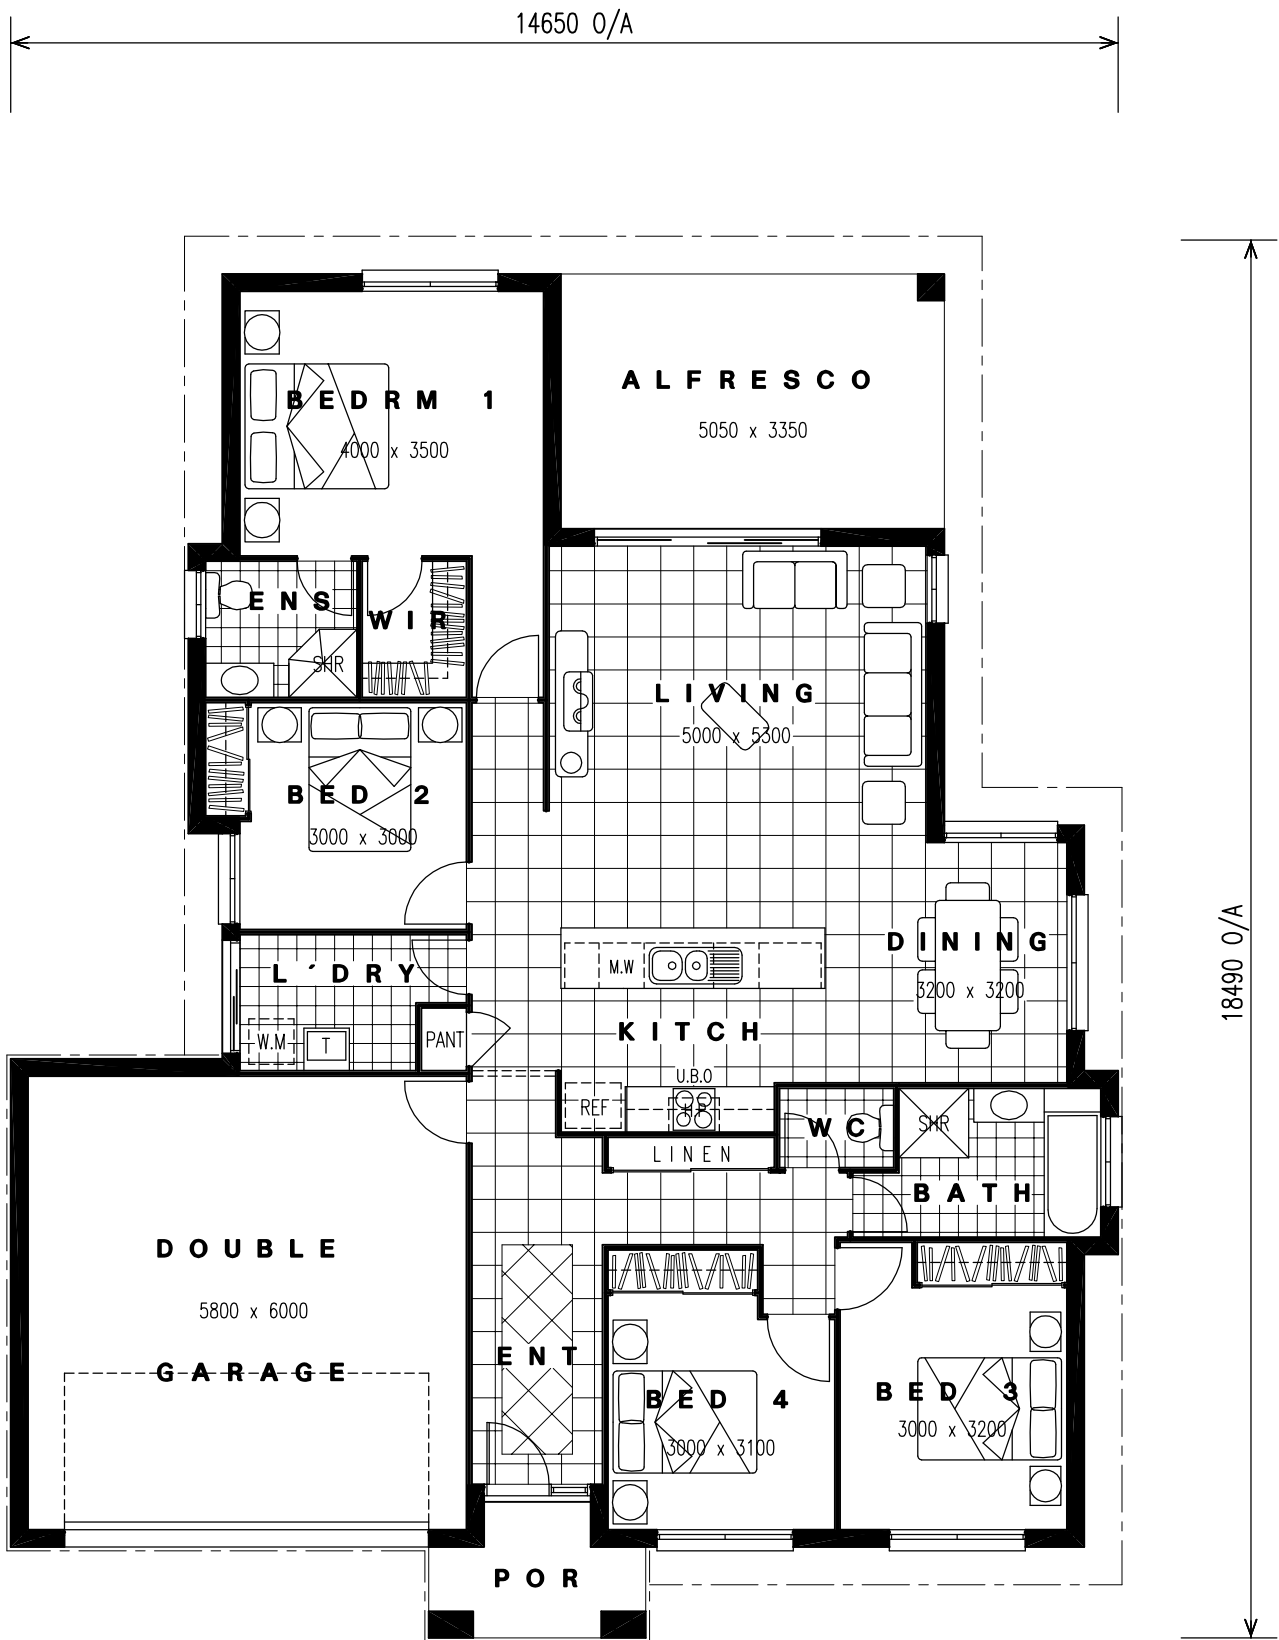 14650 O/A
18490 O/A
BEDRM 1
4000 x 3500
ALFRESCO
5050 x 3350
ENS
WIR
SHR
LIVING
5000 x 5300
BED 2
3000 x 3000
DINING
3200 x 3200
L'DRY
M.W
W.M
T
PANT
KITCH
U.B.O
REF
H.P
LINEN
WC
SHR
BATH
DOUBLE
5800 x 6000
GARAGE
ENT
BED 4
3000 x 3100
BED 3
3000 x 3200
POR